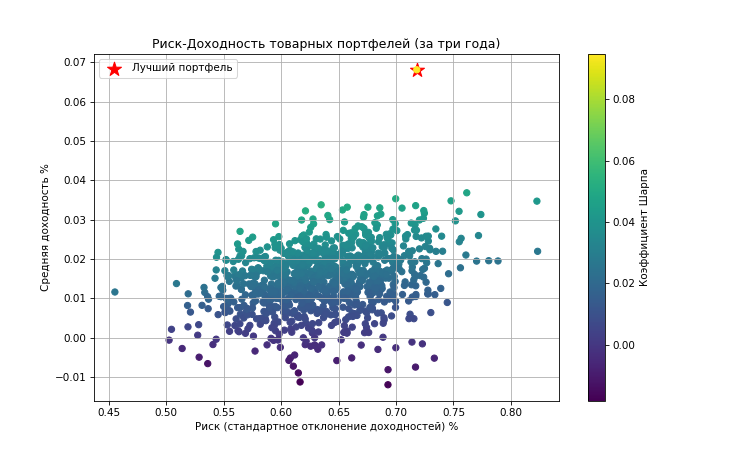 Риск-Доходность товарных портфелей (за три года)
Лучший портфель
Средняя доходность %
0.07
0.06
0.05
0.04
0.03
0.02
0.01
0.00
−0.01
0.45 0.50 0.55 0.60 0.65 0.70 0.75 0.80
Риск (стандартное отклонение доходностей) %
0.08
0.06
0.04
0.02
0.00
Коэффициент Шарпа